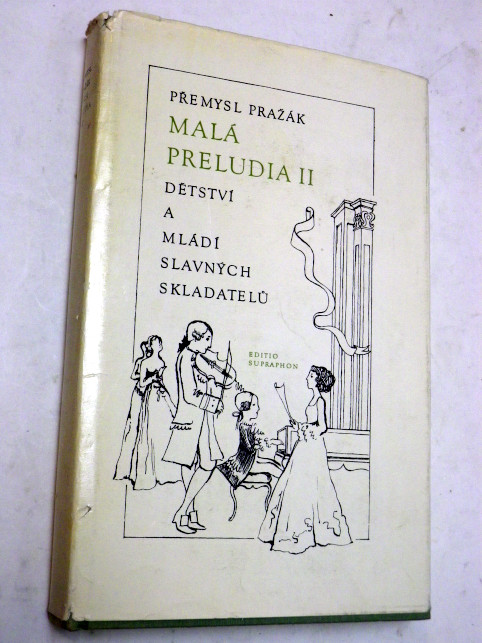 PŘEMYSL PRAŽÁK
MALÁ
PRELUDIA II
DĚTSTVÍ
A
MLÁDÍ
SLAVNÝCH
SKLADATELŮ
EDITIO
SUPRAPHON